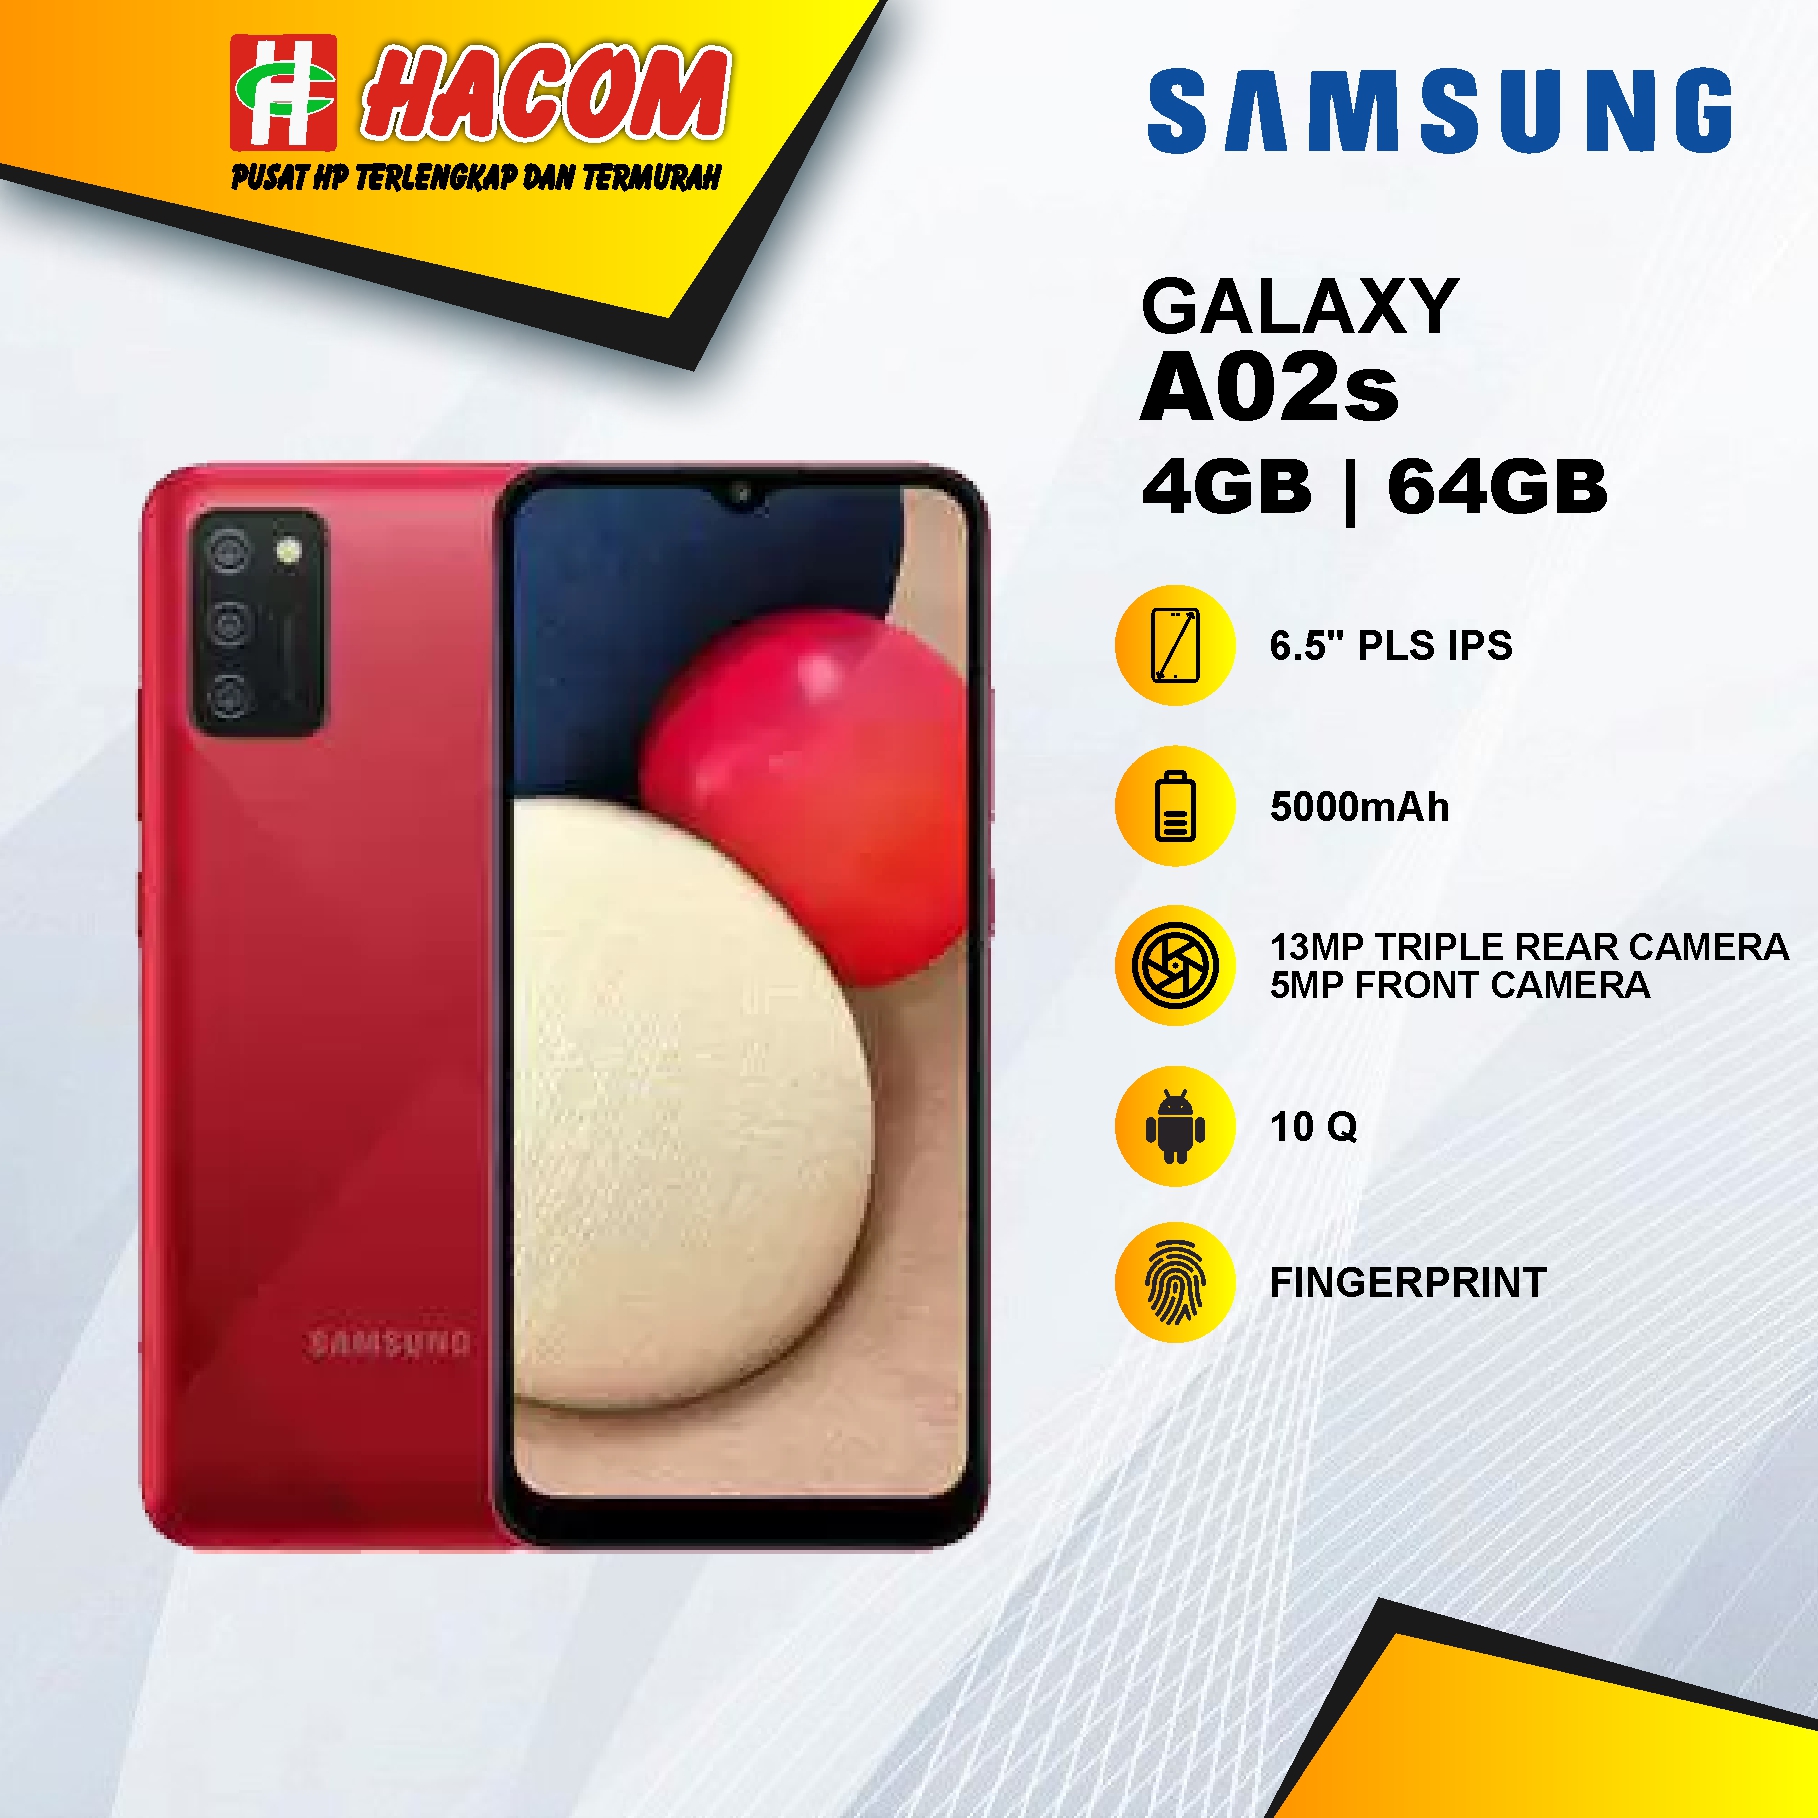 HACOM
PUSAT HP TERLENGKAP DAN TERMURAH
SAMSUNG
GALAXY
A02s
4GB | 64GB
6.5" PLS IPS
5000mAh
13MP TRIPLE REAR CAMERA
5MP FRONT CAMERA
10 Q
FINGERPRINT
SAMSUNG